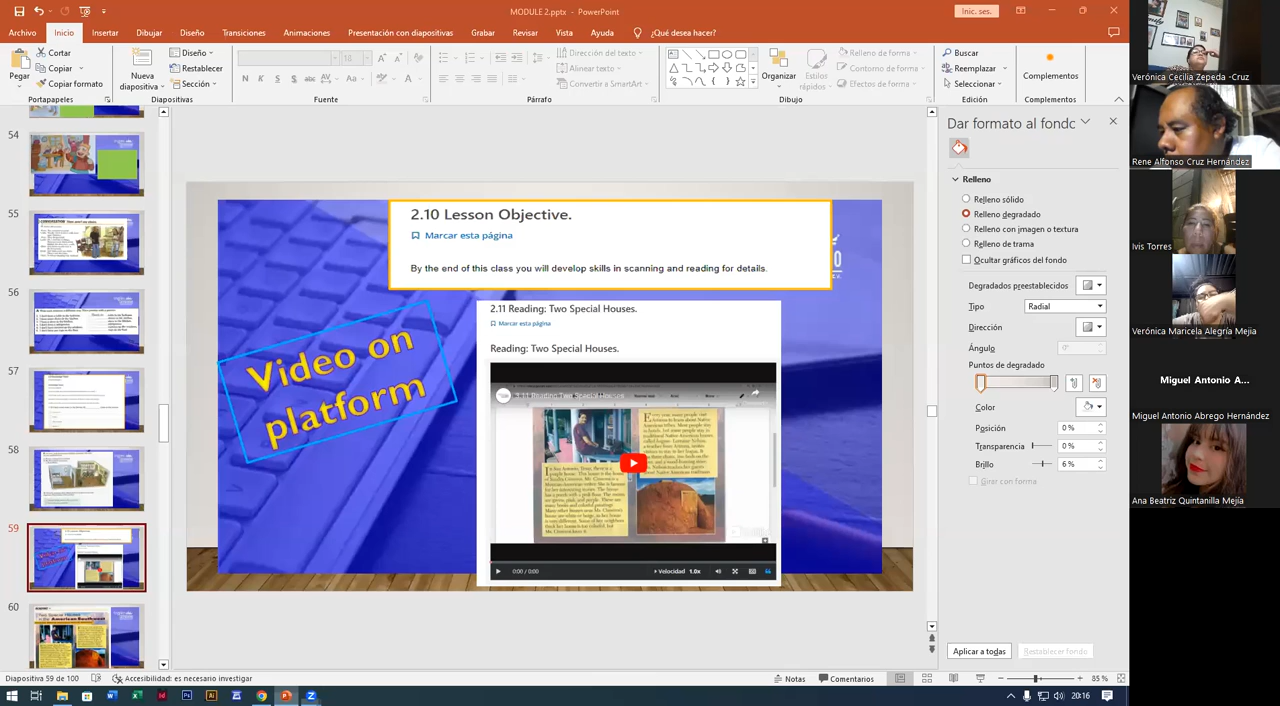 MODULE 2.pptx - PowerPoint
Inic. ses.
Archivo Inicio Insertar Dibujar Diseño Transiciones Animaciones Presentación con diapositivas Grabar Revisar Vista Ayuda ¿Qué desea hacer?
Cortar
Copiar
Copiar formato
Pegar
Portapapeles
Nueva
diapositiva
Diseño
Restablecer
Sección
Diapositivas
Fuente
Dirección del texto
Alinear texto
Convertir a SmartArt
Párrafo
Organizar
Estilos
rápidos
Relleno de forma
Contorno de forma
Efectos de forma
Dibujo
Buscar
Reemplazar
Seleccionar
Edición
Complementos
Complementos
54
55
56
57
58
59
60
2.10 Lesson Objective.
Marcar esta página
By the end of this class you will develop skills in scanning and reading for details.
Video on
platform
2.11 Reading: Two Special Houses.
Marcar esta página
Reading: Two Special Houses.
2.11 Reading Two Special Houses
0:00 / 0:00
Velocidad 1.0x
Dar formato al fondo
Relleno
Relleno sólido
Relleno degradado
Relleno con imagen o textura
Relleno de trama
Ocultar gráficos del fondo
Degradados preestablecidos
Tipo Radial
Dirección
Ángulo 0°
Puntos de degradado
Color
Posición 0 %
Transparencia 0 %
Brillo 6 %
Girar con forma
Aplicar a todas
Restablecer fondo
Verónica Cecilia Zepeda -Cruz
Rene Alfonso Cruz Hernández
Ivis Torres
Verónica Maricela Alegría Mejia
Miguel Antonio A...
Miguel Antonio Abrego Hernández
Ana Beatriz Quintanilla Mejía
Diapositiva 59 de 100
Accesibilidad: es necesario investigar
Notas
Comentarios
85 %
20:16